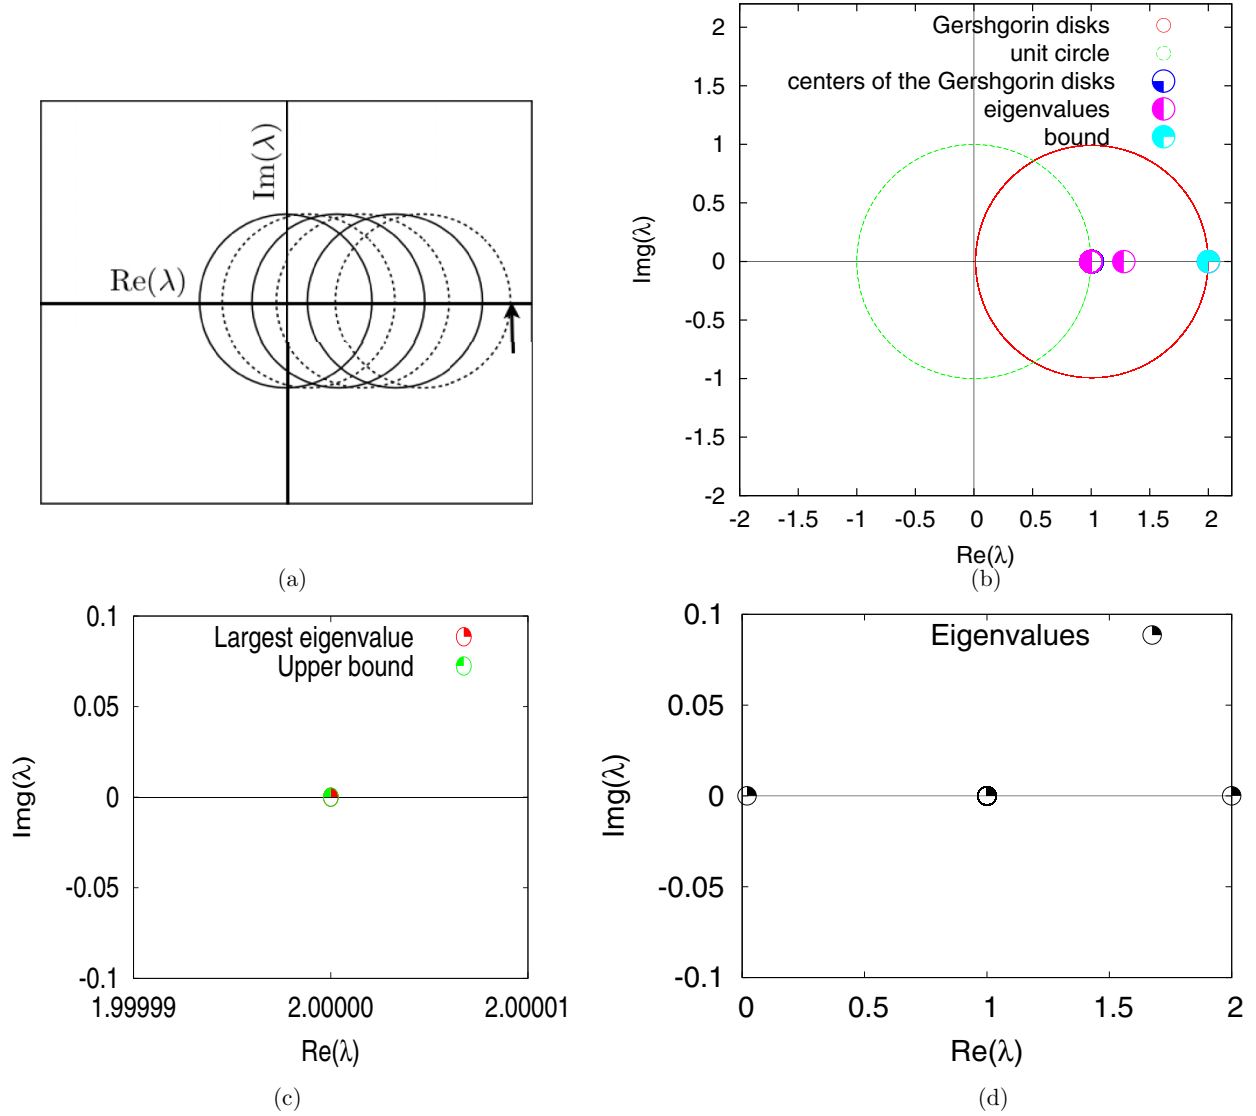 Im(λ)
Re(λ)
(a)
Gershgorin disks
unit circle
centers of the Gershgorin disks
eigenvalues
bound
2
1.5
1
0.5
0
-0.5
-1
-1.5
-2
Img(λ)
-2 -1.5 -1 -0.5 0 0.5 1 1.5 2
Re(λ)
(b)
Largest eigenvalue
Upper bound
0.1
0.05
0
-0.05
-0.1
Img(λ)
1.99999 2.00000 2.00001
Re(λ)
(c)
Eigenvalues
0.1
0.05
0
-0.05
-0.1
Img(λ)
0 0.5 1 1.5 2
Re(λ)
(d)